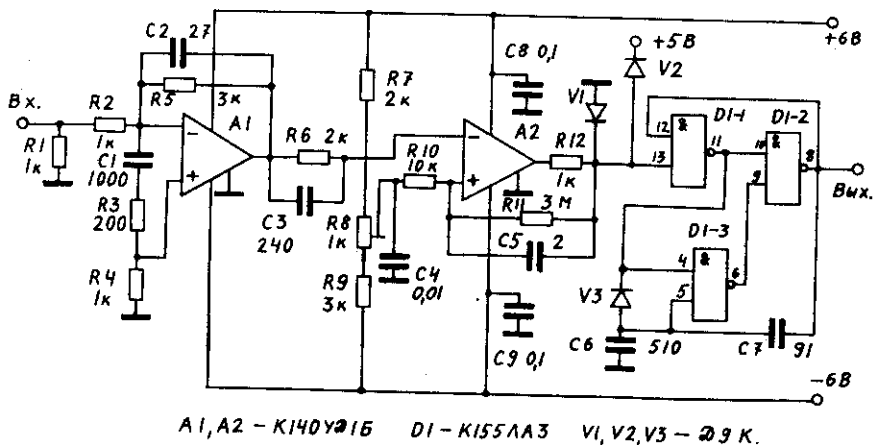 C2 27
R5 3к
Вх.
R1
1к
R2
1к
C1
1000
R3
200
R4
1к
A1
−
+
R6 2к
C3
240
R7
2к
R8
1к
R9
3к
R10
10к
C4
0,01
C8 0,1
A2
−
+
R12
1к
R11 3 М
C5 2
C9 0,1
V1
+5В
V2
+6В
D1-1
&
12
13
11
D1-2
&
10
9
8
Вых.
D1-3
&
4
5
6
V3
C6 510
C7 91
−6В
A1, A2 − К140УД1Б D1 − К155ЛА3 V1, V2, V3 − Д9К.